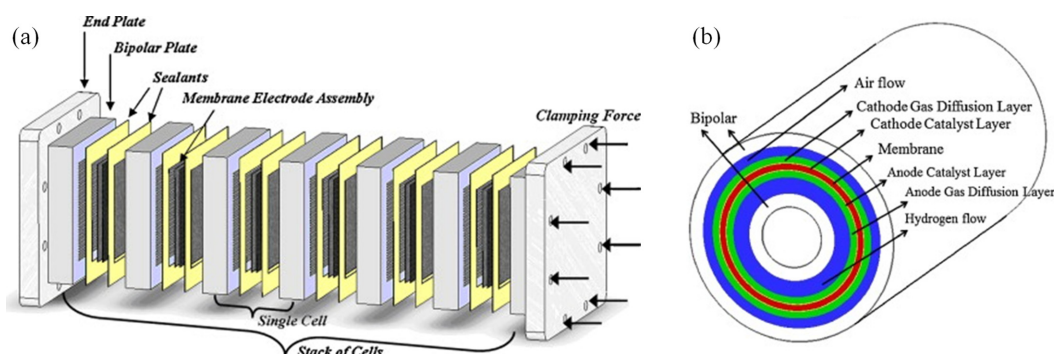 (a)
End Plate
Bipolar Plate
Sealants
Membrane Electrode Assembly
Clamping Force
Single Cell
Stack of Cells
(b)
Air flow
Cathode Gas Diffusion Layer
Cathode Catalyst Layer
Bipolar
Membrane
Anode Catalyst Layer
Anode Gas Diffusion Layer
Hydrogen flow